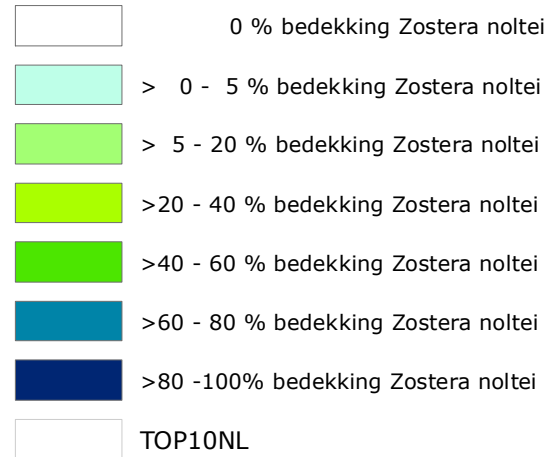 0 % bedekking Zostera noltei
> 0 - 5 % bedekking Zostera noltei
> 5 - 20 % bedekking Zostera noltei
>20 - 40 % bedekking Zostera noltei
>40 - 60 % bedekking Zostera noltei
>60 - 80 % bedekking Zostera noltei
>80 -100% bedekking Zostera noltei
TOP10NL